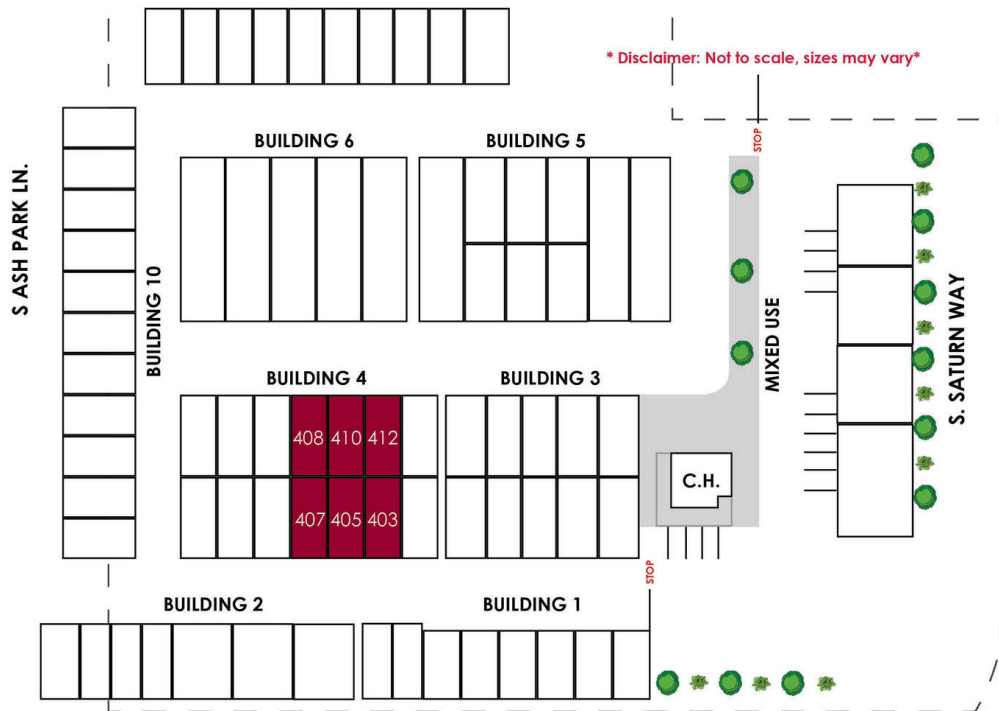 * Disclaimer: Not to scale, sizes may vary*
STOP
BUILDING 6
BUILDING 5
S ASH PARK LN.
BUILDING 10
MIXED USE
S. SATURN WAY
BUILDING 4
BUILDING 3
408 410 412
C.H.
407 405 403
STOP
BUILDING 2
BUILDING 1